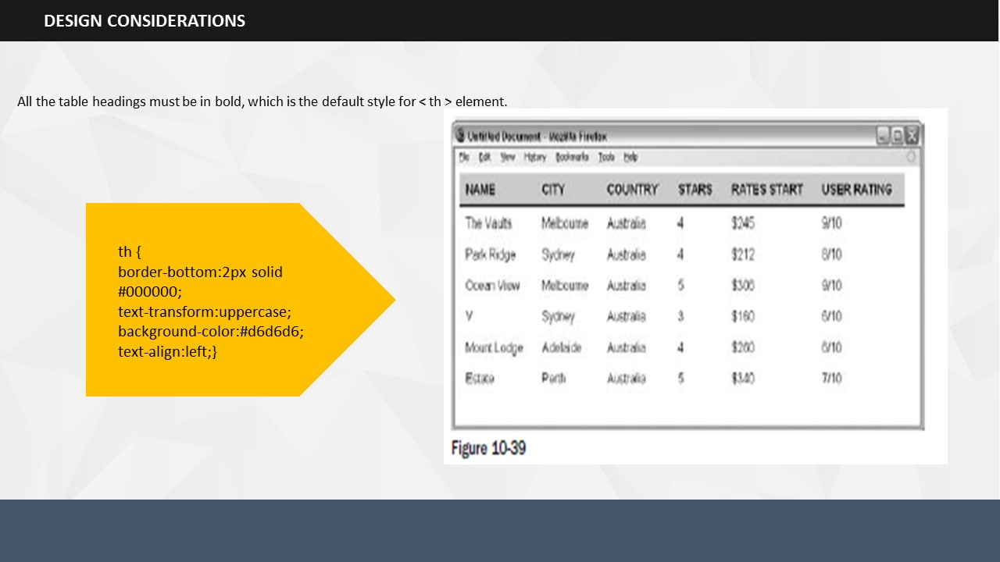 DESIGN CONSIDERATIONS
All the table headings must be in bold, which is the default style for < th > element.
th {
border-bottom:2px solid
#000000;
text-transform:uppercase;
background-color:#d6d6d6;
text-align:left;}
Untitled Document - Mozilla Firefox
File Edit View History Bookmarks Tools Help
NAME CITY COUNTRY STARS RATES START USER RATING
The Vaults Melbourne Australia 4 $245 9/10
Park Ridge Sydney Australia 4 $212 8/10
Ocean View Melbourne Australia 5 9/10
V Sydney Australia 3 $160 6/10
Mount Lodge Adelaide Australia 4 $260
Estate Perth Australia 5 $340 7/10
Figure 10-39